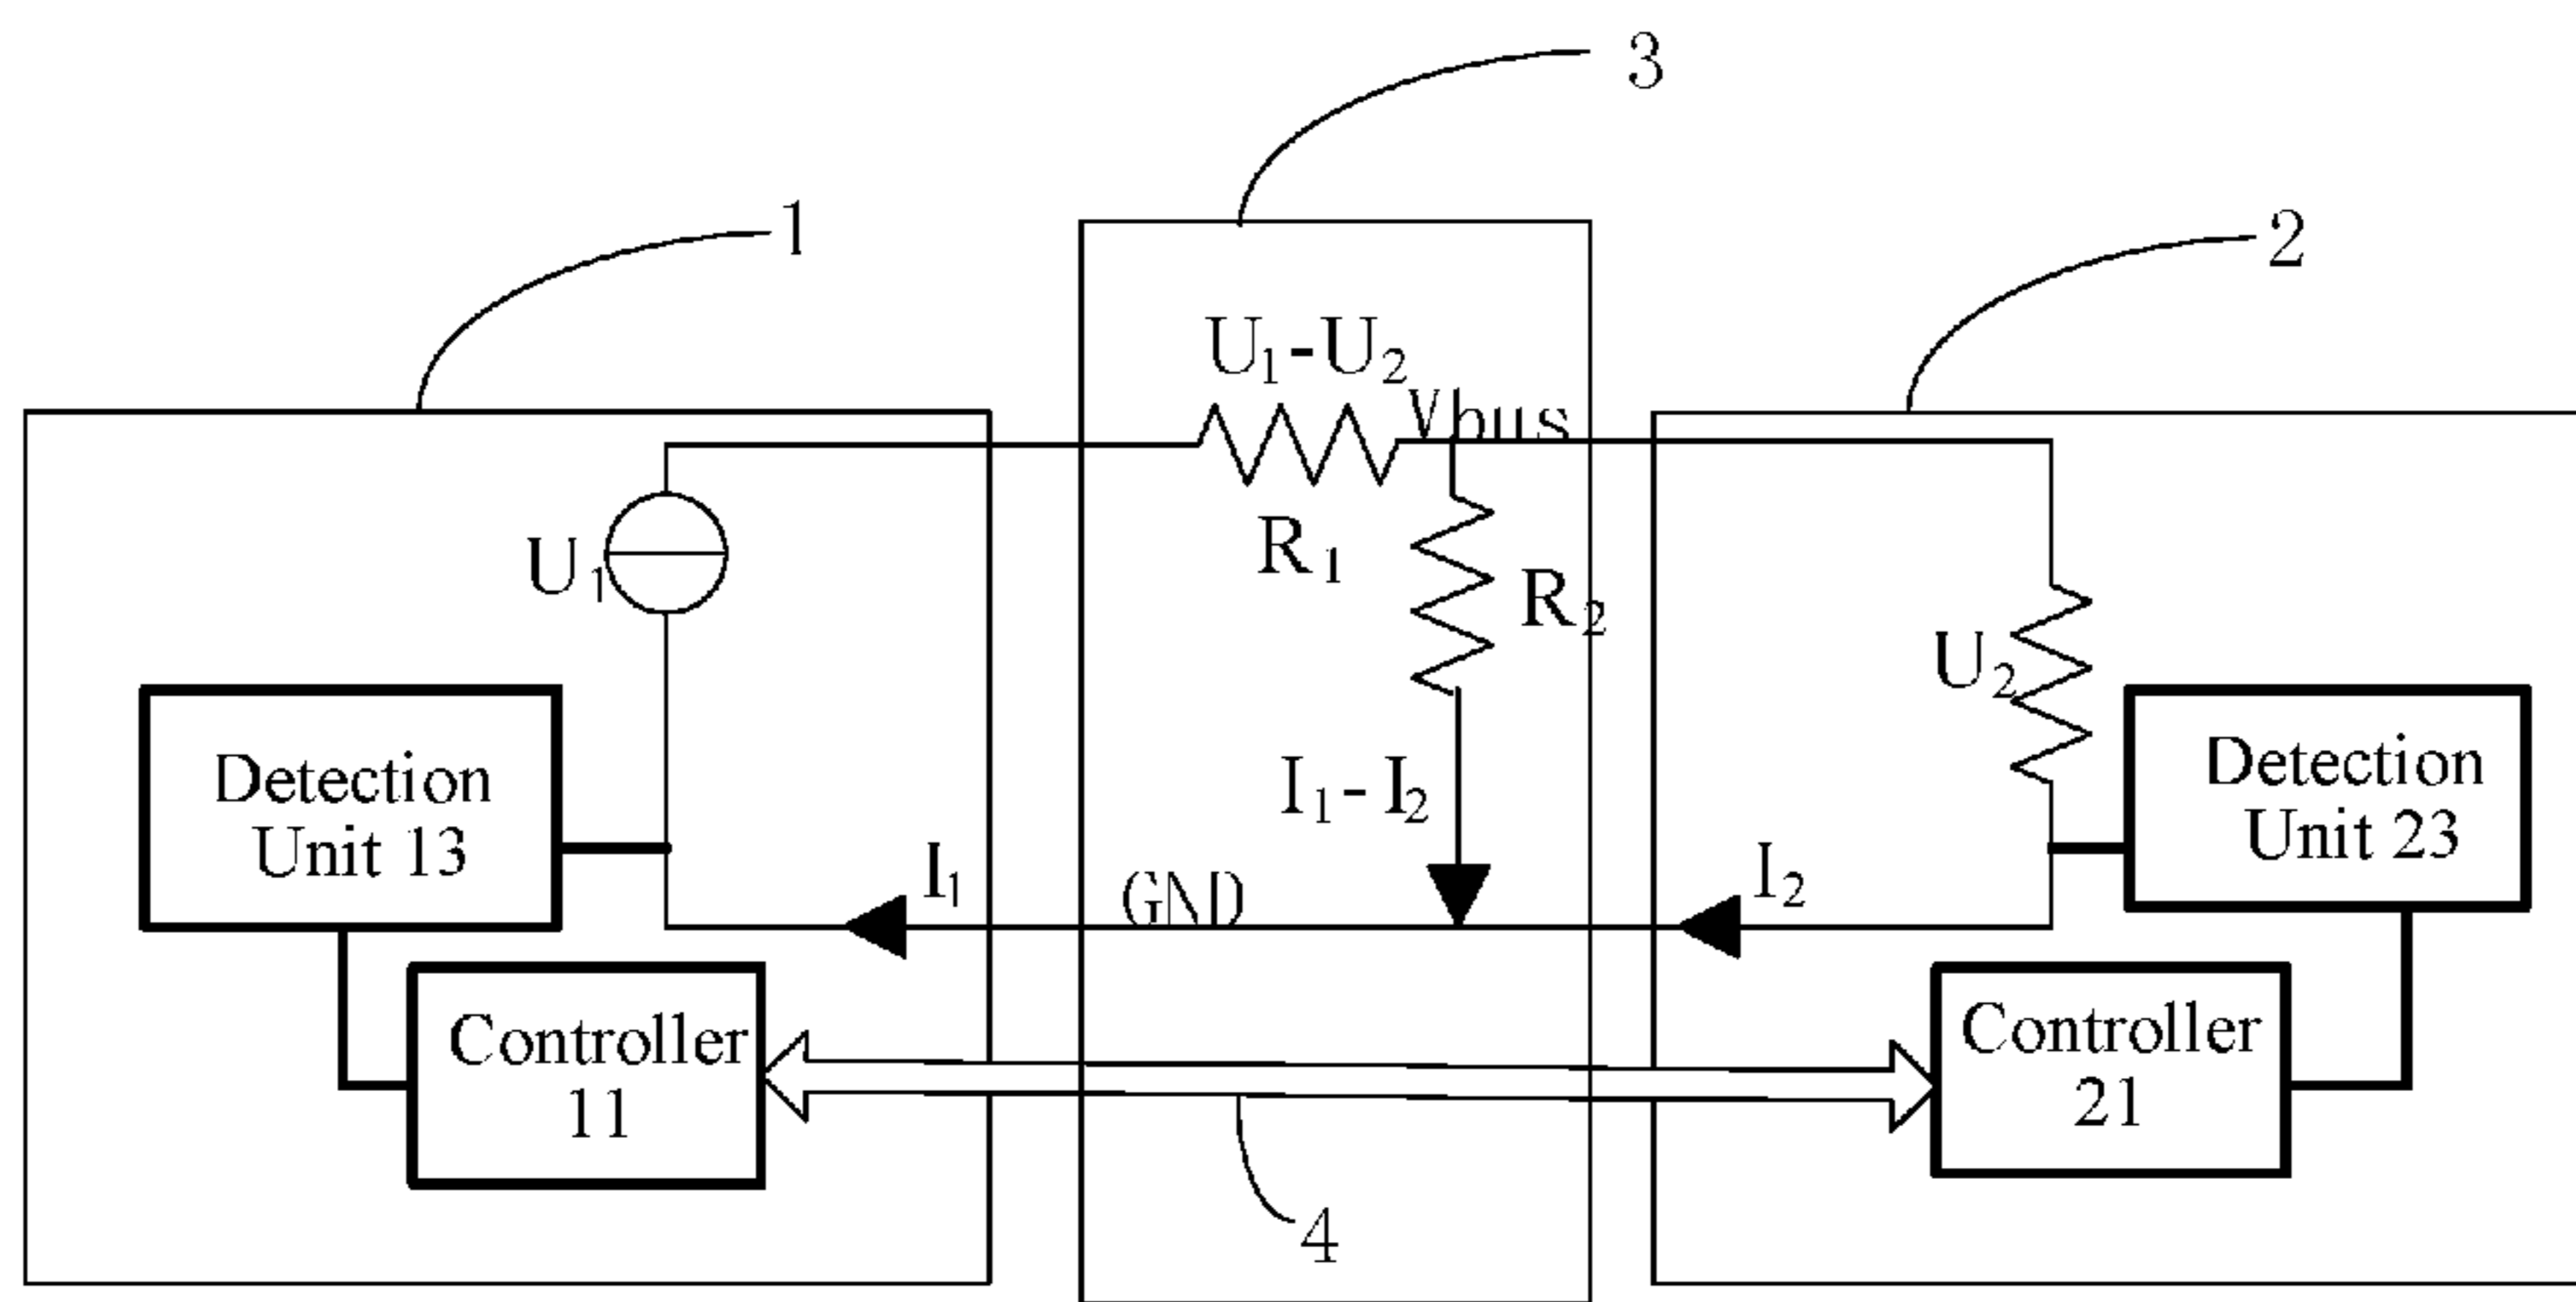 3
1
2
U1-U2
Vbus
U1
R1
R2
U2
Detection
Unit 13
Detection
Unit 23
I1-I2
I1
GND
I2
Controller
11
Controller
21
4